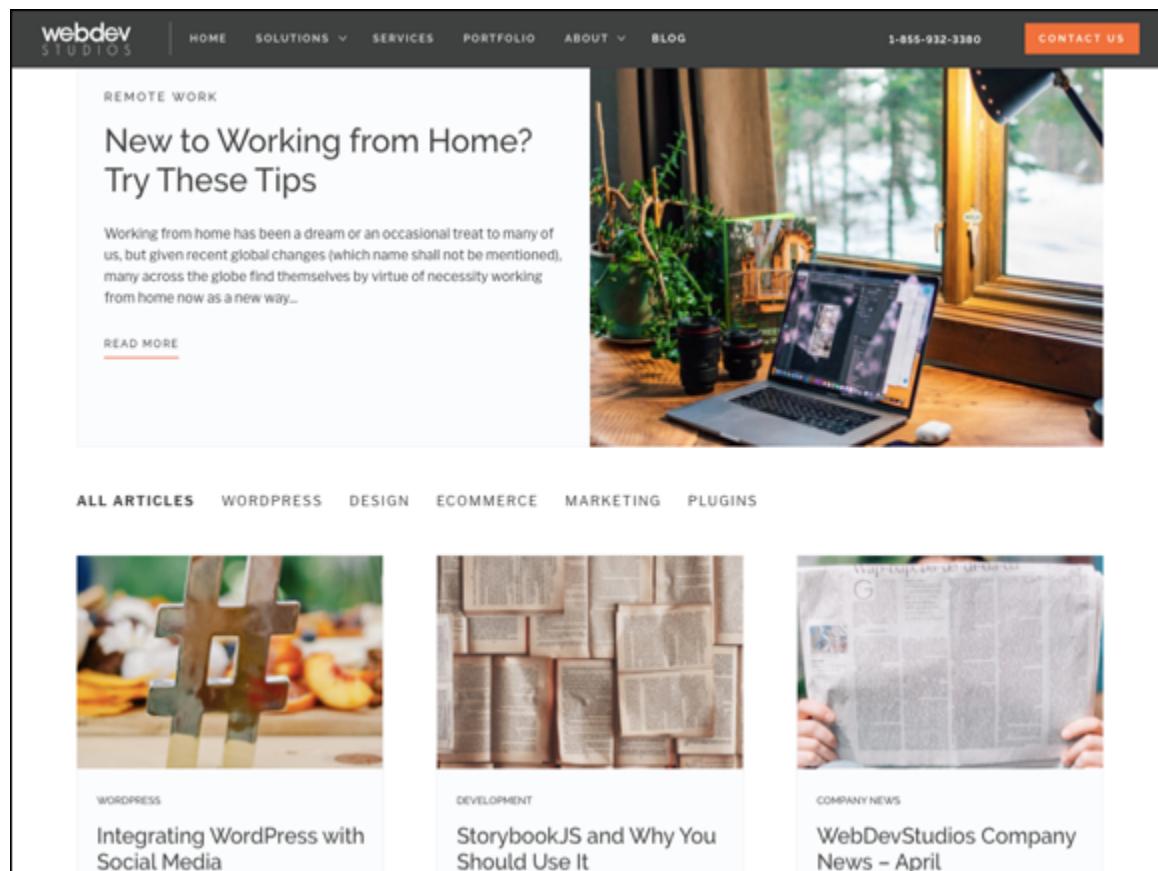 webdev
STUDIOS
HOME SOLUTIONS SERVICES PORTFOLIO ABOUT BLOG 1-855-932-3380 CONTACT US
REMOTE WORK
New to Working from Home?
Try These Tips
Working from home has been a dream or an occasional treat to many of
us, but given recent global changes (which name shall not be mentioned),
many across the globe find themselves by virtue of necessity working
from home now as a new way...
READ MORE
ALL ARTICLES WORDPRESS DESIGN ECOMMERCE MARKETING PLUGINS
WORDPRESS
Integrating WordPress with
Social Media
DEVELOPMENT
StorybookJS and Why You
Should Use It
COMPANY NEWS
WebDevStudios Company
News – April